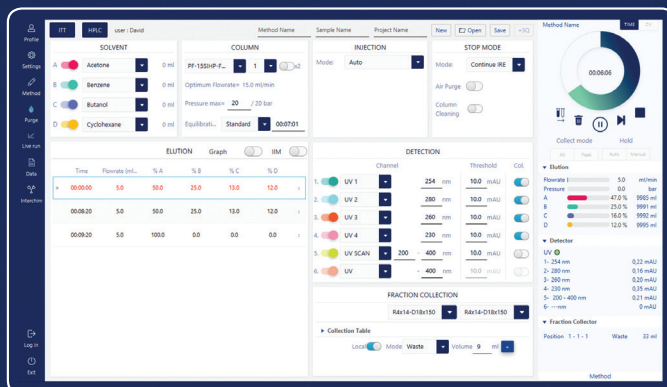 ITT HPLC user : David Method Name Sample Name Project Name New Open Save +SQ
Method Name TIME CV
Profile
Settings
Method
Purge
Live run
Data
Interchim
Log in
Exit
SOLVENT
A Acetone 0 ml
B Benzene 0 ml
C Butanol 0 ml
D Cyclohexane 0 ml
COLUMN
PF-15SIHP-F... 1 x2
Optimum Flowrate= 15.0 ml/min
Pressure max= 20 / 20 bar
Equilibrati... Standard 00:07:01
INJECTION
Mode: Auto
STOP MODE
Mode: Continue IRE
Air Purge
Column
Cleaning
ELUTION Graph IIM
Time Flowrate (ml... % A % B % C % D
00:00:00 5.0 50.0 25.0 13.0 12.0
00:08:20 5.0 50.0 25.0 13.0 12.0
00:09:20 5.0 100.0 0.0 0.0 0.0
DETECTION
Channel Threshold Col.
1. UV 1 254 nm 10.0 mAU
2. UV 2 280 nm 10.0 mAU
3. UV 3 260 nm 10.0 mAU
4. UV 4 230 nm 10.0 mAU
5. UV SCAN 200 - 400 nm 10.0 mAU
6. UV - 400 nm 10.0 mAU
FRACTION COLLECTION
R4x14-D18x150 R4x14-D18x150
Collection Table
Local Mode Waste Volume 9 ml
00:06:06
Collect mode Hold
All Peak Auto Manual
Elution
Flowrate 5.0 ml/min
Pressure 0.0 bar
A 47.0 % 9985 ml
B 25.0 % 9991 ml
C 16.0 % 9992 ml
D 12.0 % 9995 ml
Detector
UV
1- 254 nm 0,22 mAU
2- 280 nm 0,16 mAU
3- 260 nm 0,20 mAU
4- 230 nm 0,35 mAU
5- 200 - 400 nm 0,21 mAU
6- ---nm 0 mAU
Fraction Collector
Position 1 - 1 - 1 Waste 33 ml
Method